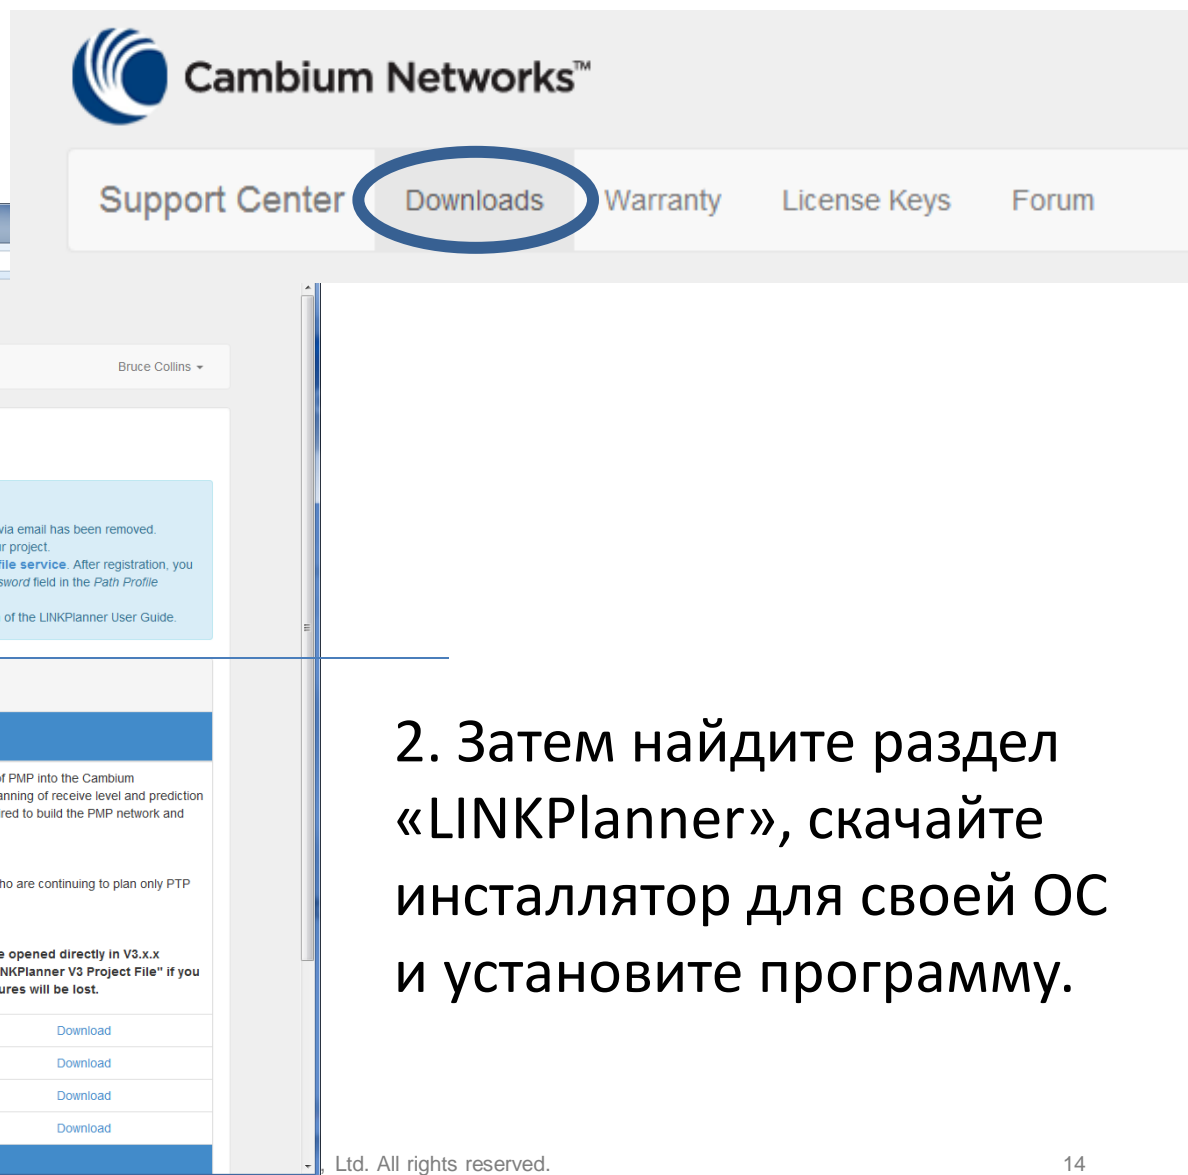 Cambium Networks™
Support Center Downloads Warranty License Keys Forum
Bruce Collins
via email has been removed.
r project.
file service. After registration, you
sword field in the Path Profile
of the LINKPlanner User Guide.
of PMP into the Cambium
anning of receive level and prediction
red to build the PMP network and
ho are continuing to plan only PTP
e opened directly in V3.x.x
NKPlanner V3 Project File" if you
ures will be lost.
Download
Download
Download
Download
2. Затем найдите раздел
«LINKPlanner», скачайте
инсталлятор для своей ОС
и установите программу.
, Ltd. All rights reserved.
14